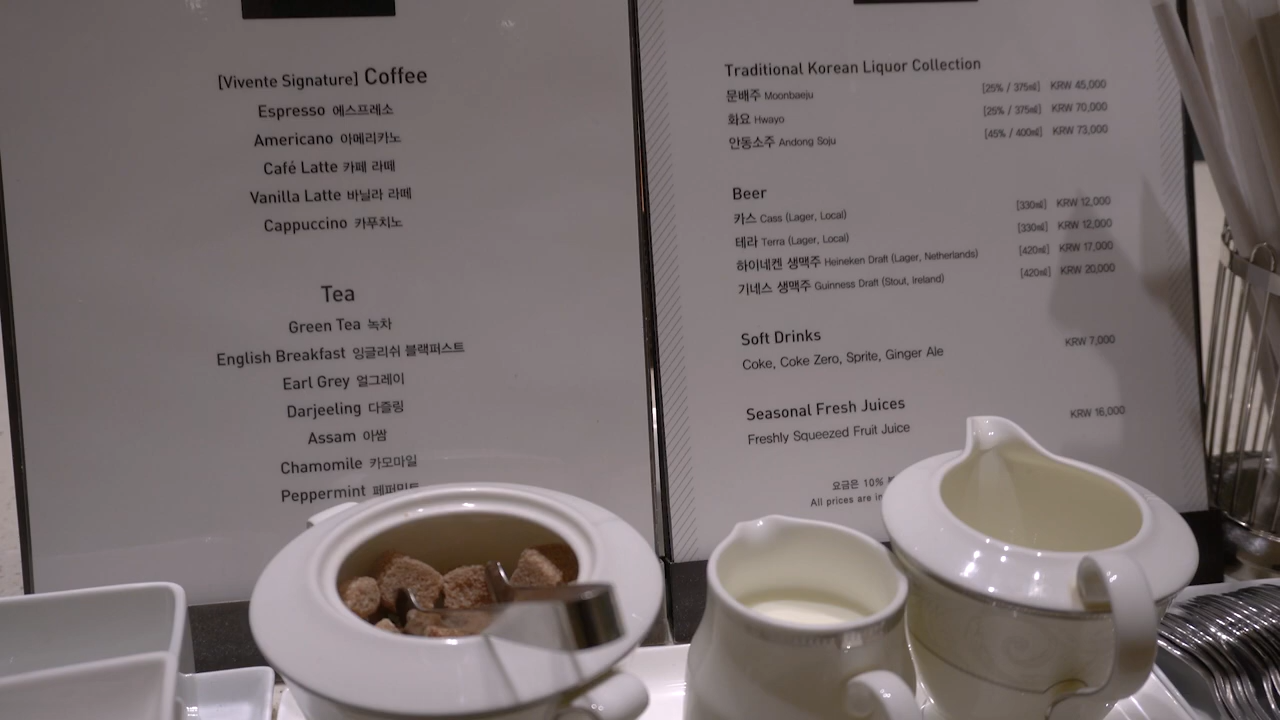 [Vivente Signature] Coffee
Espresso 에스프레소
Americano 아메리카노
Café Latte 카페 라떼
Vanilla Latte 바닐라 라떼
Cappuccino 카푸치노
Tea
Green Tea 녹차
English Breakfast 잉글리쉬 블랙퍼스트
Earl Grey 얼그레이
Darjeeling 다즐링
Assam 아쌈
Chamomile 카모마일
Peppermint 페퍼민트
Traditional Korean Liquor Collection
문배주 Moonbaeju [25% / 375㎖] KRW 45,000
화요 Hwayo [25% / 375㎖] KRW 70,000
안동소주 Andong Soju [45% / 400㎖] KRW 73,000
Beer
카스 Cass (Lager, Local) [330㎖] KRW 12,000
테라 Terra (Lager, Local) [330㎖] KRW 12,000
하이네켄 생맥주 Heineken Draft (Lager, Netherlands) [420㎖] KRW 17,000
기네스 생맥주 Guinness Draft (Stout, Ireland) [420㎖] KRW 20,000
Soft Drinks
Coke, Coke Zero, Sprite, Ginger Ale KRW 7,000
Seasonal Fresh Juices
Freshly Squeezed Fruit Juice KRW 16,000
요금은 10%
All prices are in